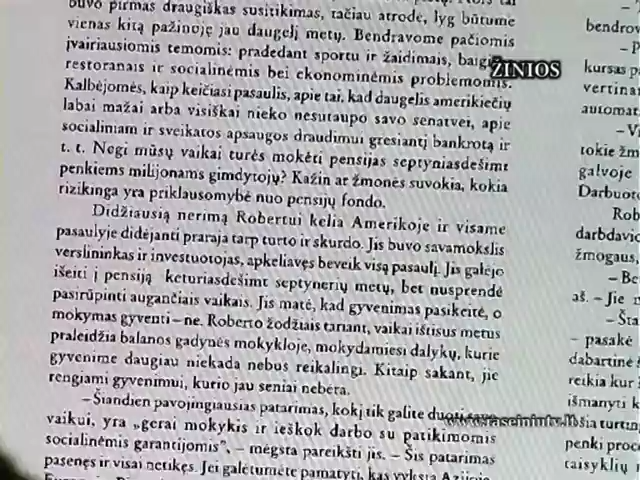 buvo pirmas draugiškas susitikimas, tačiau atrodė, lyg būtume
vienas kitą pažinoję jau daugelį metų. Bendravome pačiomis
įvairiausiomis temomis: pradedant sportu ir žaidimais,
ŽINIOS
restoranais ir socialinėmis bei ekonominėmis problemomis.
Kalbėjomės, kaip keičiasi pasaulis, apie tai, kad daugelis amerikiečių
labai mažai arba visiškai nieko nesutaupo savo senatvei, apie
socialiniam ir sveikatos apsaugos draudimui gresiantį bankrotą ir
t. t. Negi mūsų vaikai turės mokėti pensijas septyniasdešimt
penkiems milijonams gimdytojų? Kažin ar žmonės suvokia, kokia
rizikinga yra priklausomybė nuo pensijų fondo.
Didžiausią nerimą Robertui kelia Amerikoje ir visame
pasaulyje didėjanti praraja tarp turto ir skurdo. Jis buvo savamokslis
verslininkas ir investuotojas, apkeliavęs beveik visą pasaulį. Jis galėjo
išeiti į pensiją keturiasdešimt septynerių metų, bet nusprendė
pasirūpinti augančiais vaikais. Jis matė, kad gyvenimas pasikeitė, o
mokymas gyventi – ne. Roberto žodžiais tariant, vaikai ištisus metus
praleidžia balanos gadynės mokykloje, mokydamiesi dalykų, kurie
gyvenime daugiau niekada nebus reikalingi. Kitaip sakant, jie
rengiami gyvenimui, kurio jau seniai nebėra.
– Šiandien pavojingiausias patarimas, kokį tik galite duoti
www.raseiniutv.lt
vaikui, yra „gerai mokykis ir ieškok darbo su patikimomis
socialinėmis garantijomis“, – mėgsta pareikšti jis. – Šis patarimas
pasenęs ir visai netikęs. Jei galėtumėte pamatyti, kas vyksta Azijoje,
bendrov
– P
kursas p
vertina
automat
– V
tokie žm
galvoje
Darbuoto
Rob
darbdavic
žmogaus,
– Be
aš. – Jie n
– Šta
– pasakė
dabartinė
reikia kur
išmanyti k
šia turtin
penki proc
taisyklių